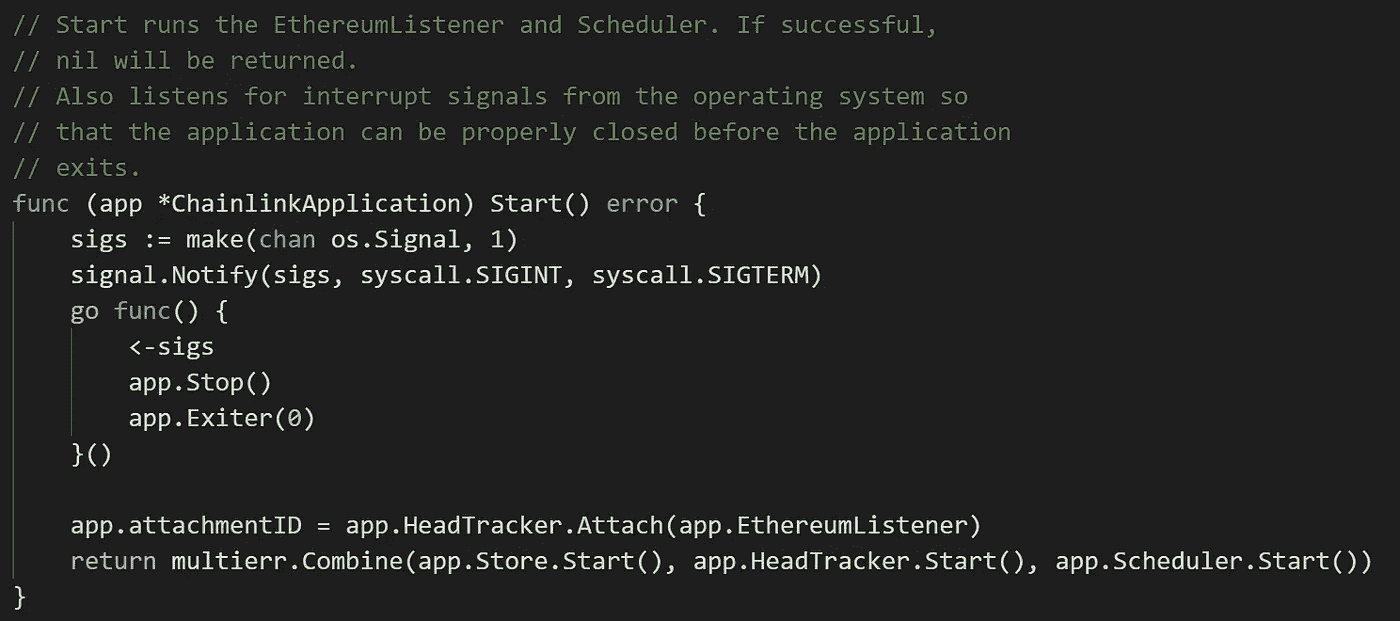 // Start runs the EthereumListener and Scheduler. If successful,
// nil will be returned.
// Also listens for interrupt signals from the operating system so
// that the application can be properly closed before the application
// exits.
func (app *ChainlinkApplication) Start() error {
    sigs := make(chan os.Signal, 1)
    signal.Notify(sigs, syscall.SIGINT, syscall.SIGTERM)
    go func() {
        <-sigs
        app.Stop()
        app.Exiter(0)
    }()

    app.attachmentID = app.HeadTracker.Attach(app.EthereumListener)
    return multierr.Combine(app.Store.Start(), app.HeadTracker.Start(), app.Scheduler.Start())
}